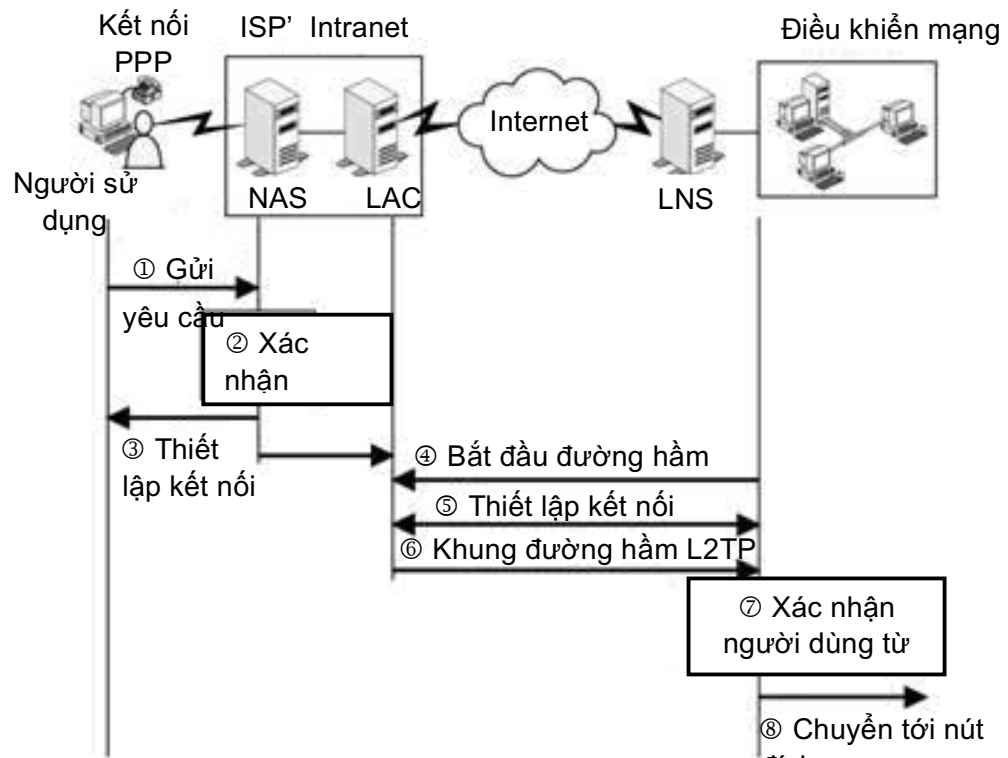 Kết nối
PPP
ISP’ Intranet
Điều khiển mạng
Internet
Người sử
dụng
NAS
LAC
LNS
① Gửi
yêu cầu
② Xác
nhận
③ Thiết
lập kết nối
④ Bắt đầu đường hầm
⑤ Thiết lập kết nối
⑥ Khung đường hầm L2TP
⑦ Xác nhận
người dùng từ
⑧ Chuyển tới nút